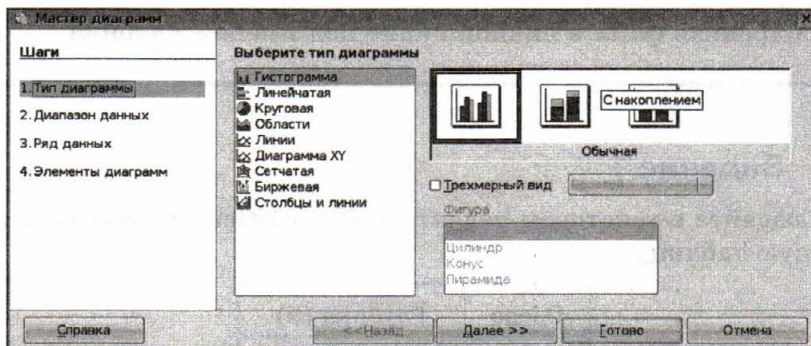 Мастер диаграмм
Шаги
1.Тип диаграммы
2.Диапазон данных
3.Ряд данных
4.Элементы диаграмм
Выберите тип диаграммы
Гистограмма
Линейчатая
Круговая
Области
Линии
Диаграмма XY
Сетчатая
Биржевая
Столбцы и линии
С накоплением
Обычная
Трехмерный вид
Фигура
Цилиндр
Конус
Пирамида
Справка
<<Назад
Далее >>
Готово
Отмена